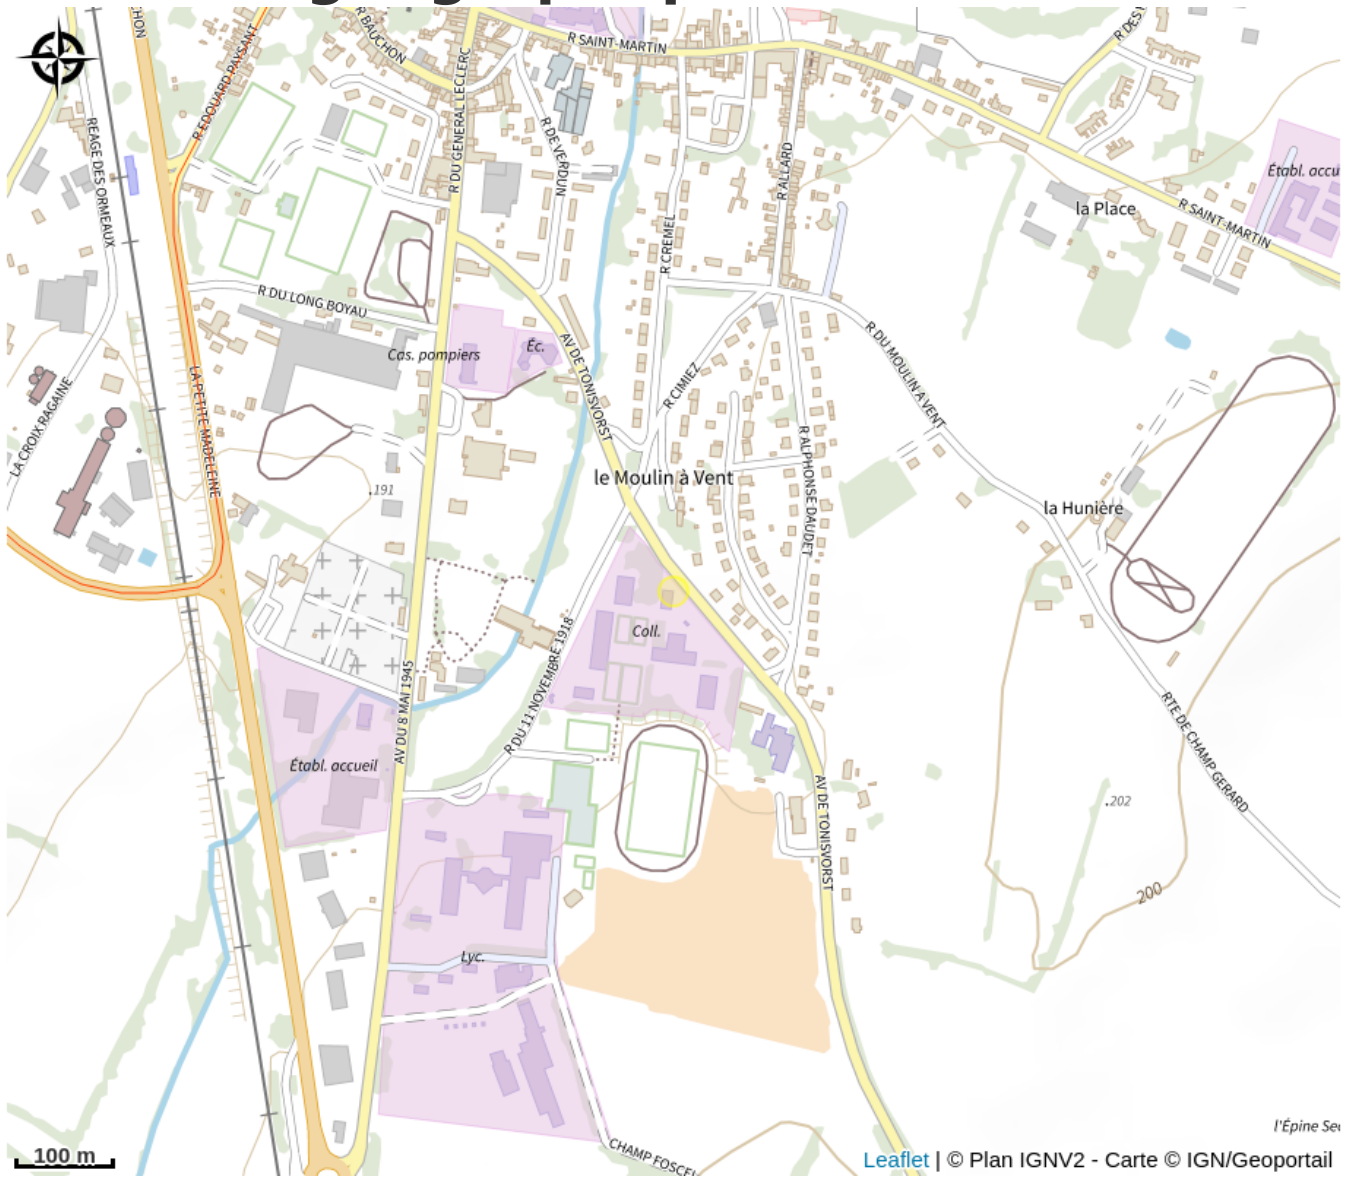 R SAINT-MARTIN
R BAUCHON
R EDOUARD PAYSANT
R DU GENERAL LECLERC
R DE VERDUN
REAGE DES ORMEAUX
R ALLARD
Établ. accu
la Place
R SAINT-MARTIN
R CREMEL
R DU LONG BOYAU
Cas. pompiers
Éc.
AV DE TONISVORST
R DU MOULIN A VENT
R CIMIEZ
LA PETITE MADELEINE
LA CROIX RAGAINE
R ALPHONSE DAUDET
le Moulin à Vent
.191
la Hunière
Coll.
R DU 11 NOVEMBRE 1918
AV DU 8 MAI 1945
RTE DE CHAMP GERARD
Établ. accueil
.202
AV DE TONISVORST
200
Lyc.
l'Épine Se
CHAMP FOSCE
100 m
Leaflet | © Plan IGNV2 - Carte © IGN/Geoportail